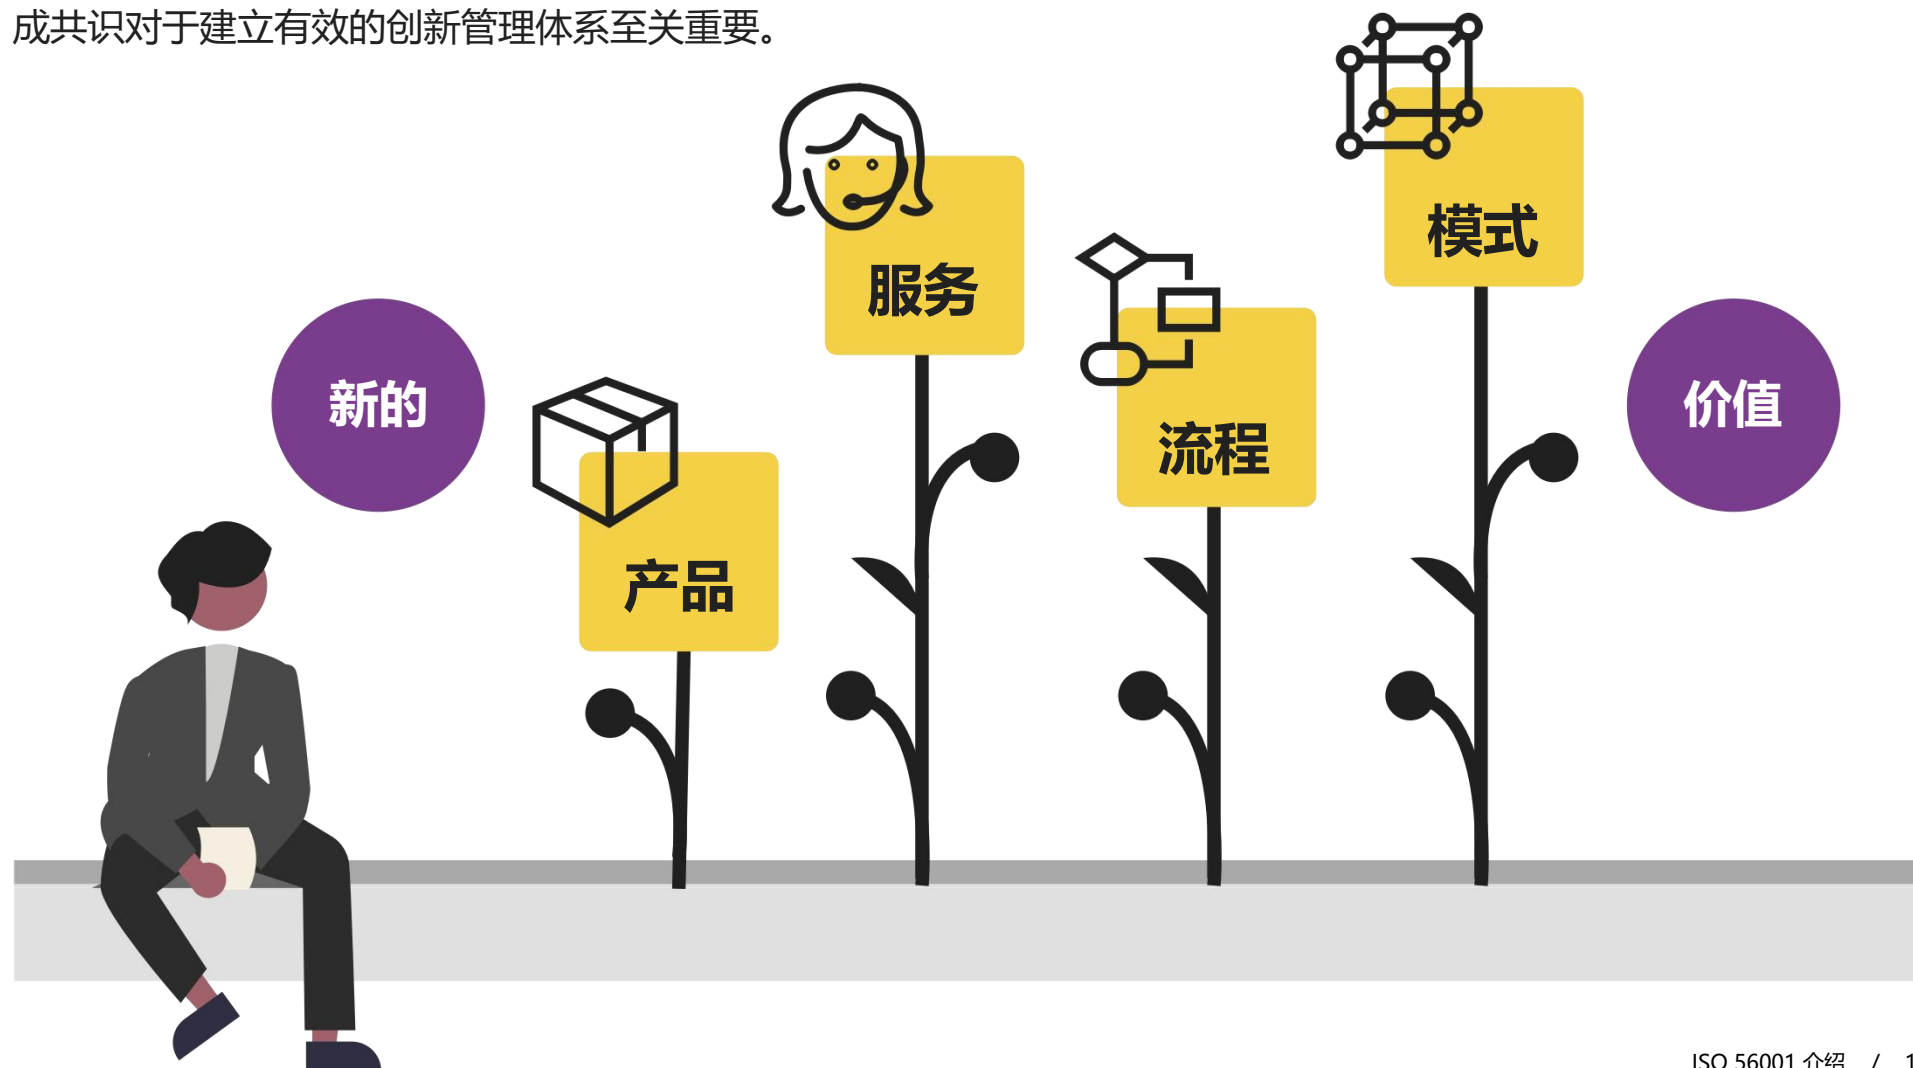 成共识对于建立有效的创新管理体系至关重要。
模式
服务
新的
流程
价值
产品
ISO 56001 介绍 / 1